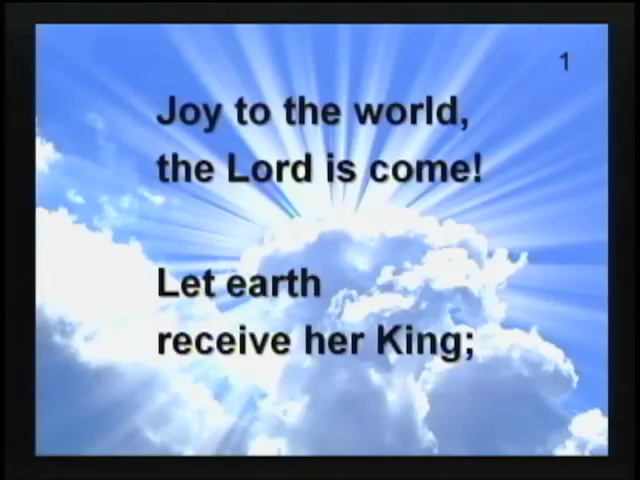 1
Joy to the world,
the Lord is come!
Let earth
receive her King;